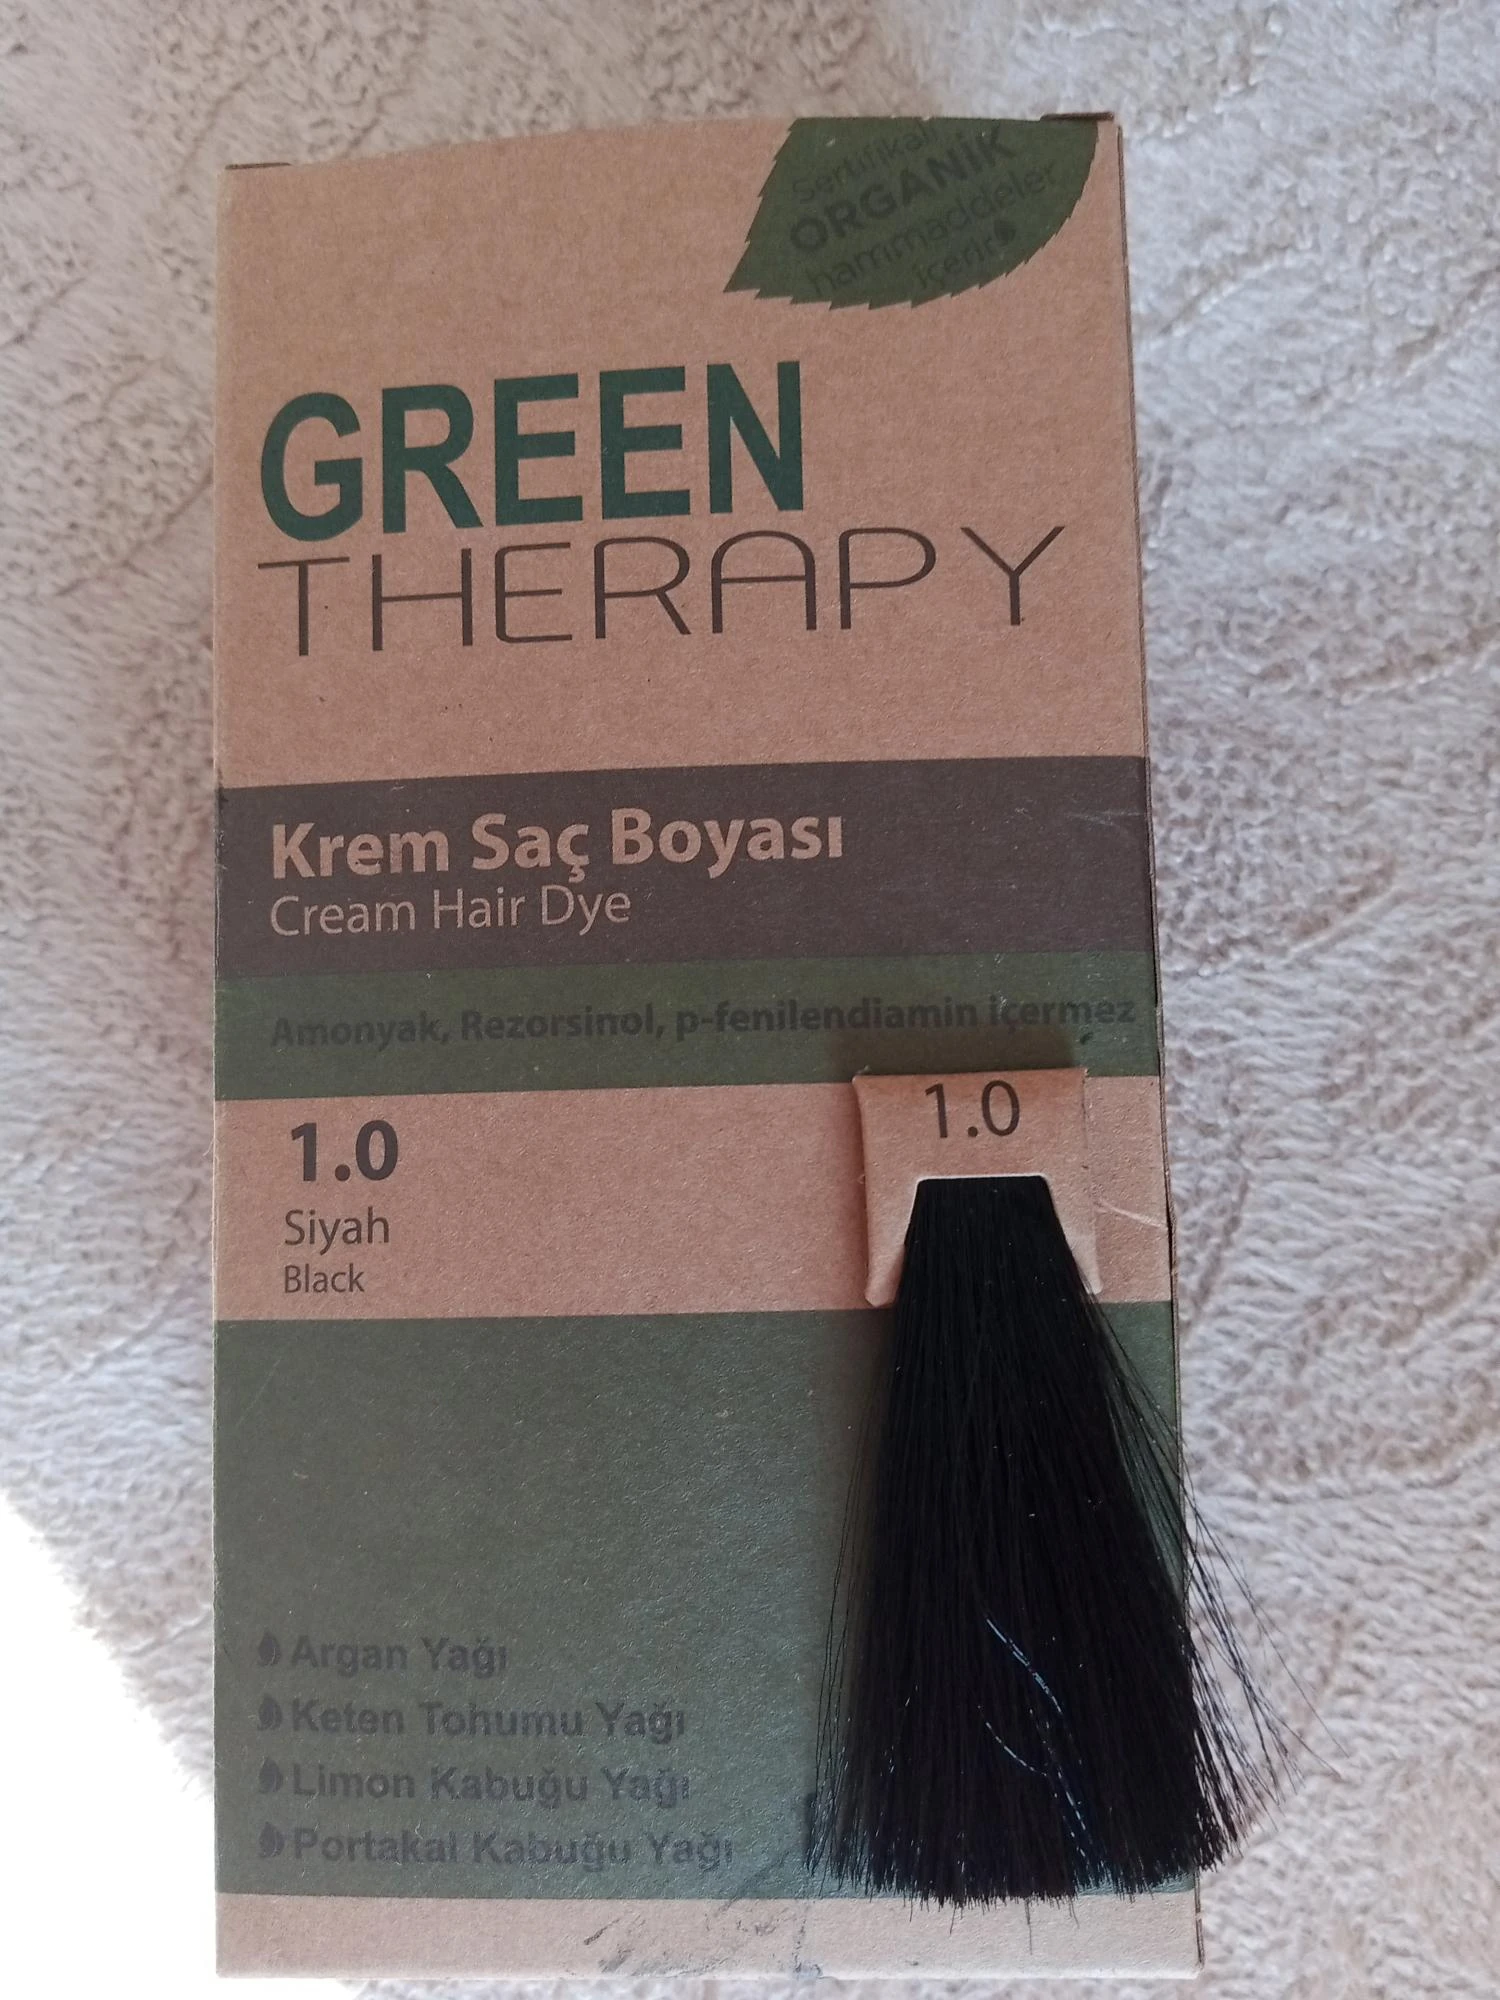 Sertifikalı
ORGANİK
hammaddeler
içerir
GREEN
THERAPY
Krem Saç Boyası
Cream Hair Dye
Amonyak, Rezorsinol, p-fenilendiamin içermez
1.0
1.0
Siyah
Black
Argan Yağı
Keten Tohumu Yağı
Limon Kabuğu Yağı
Portakal Kabuğu Yağı